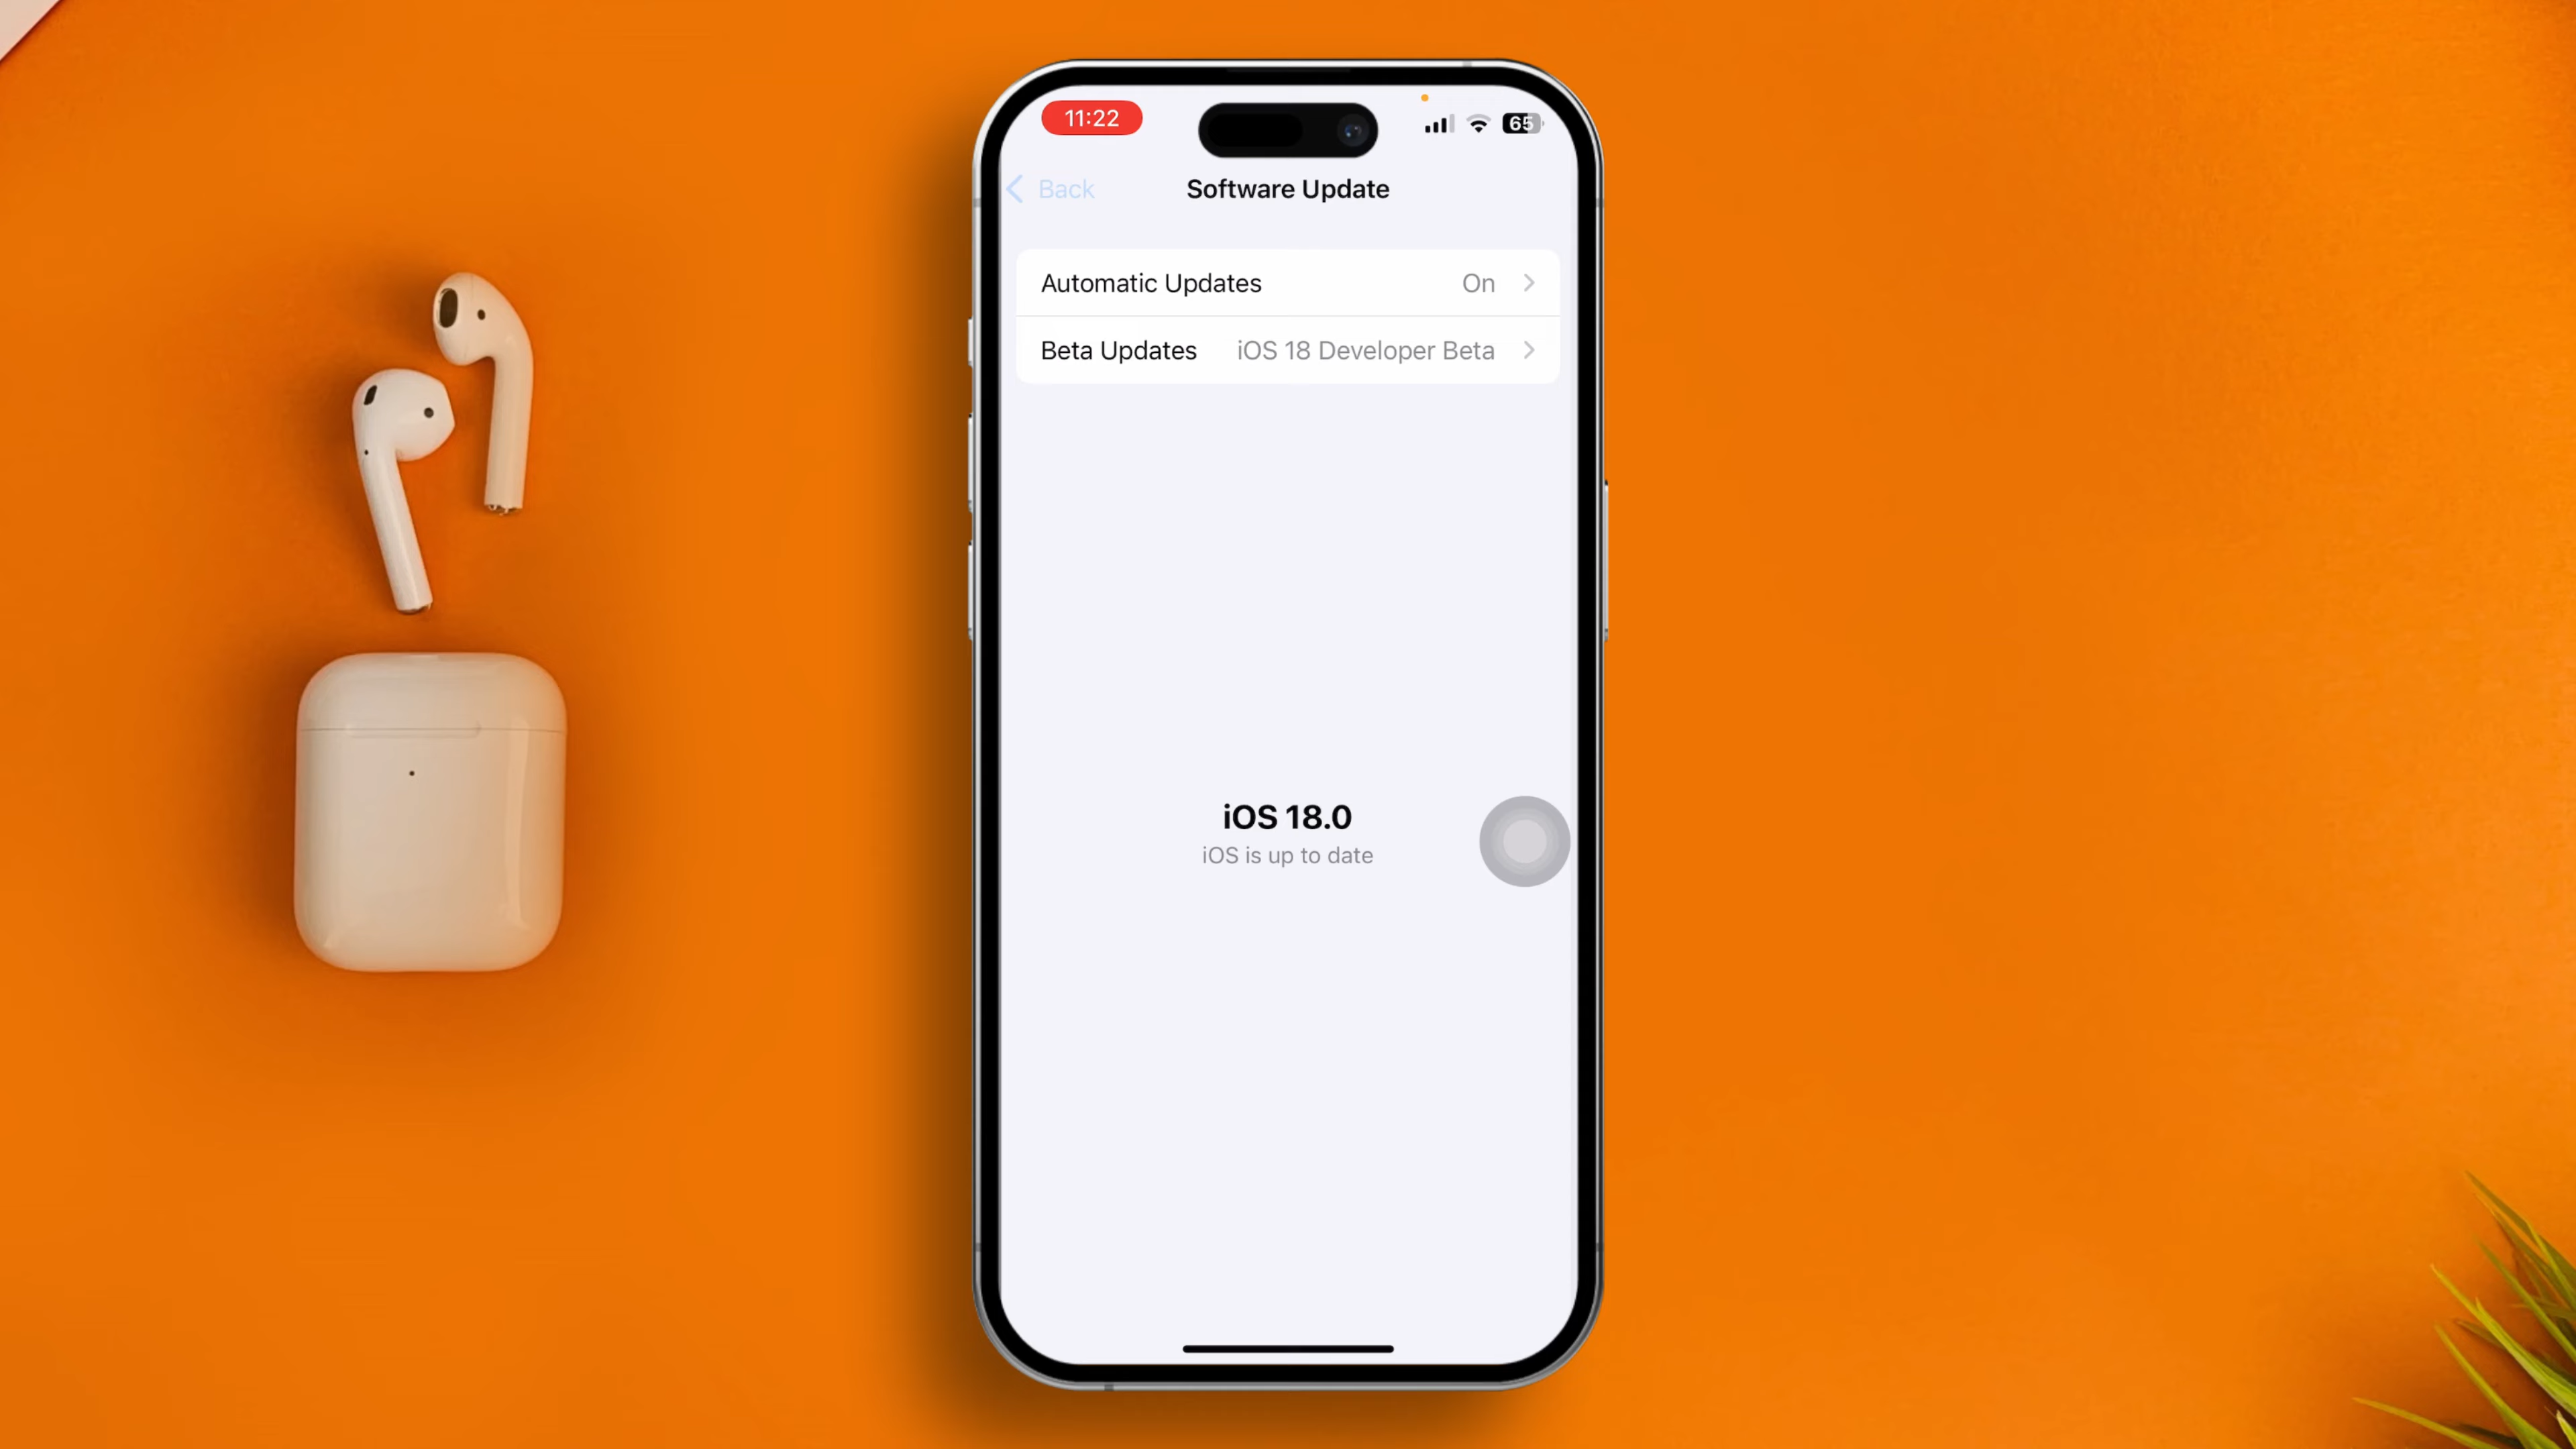 11:22
65
Back
Software Update
Automatic Updates On
Beta Updates iOS 18 Developer Beta
iOS 18.0
iOS is up to date